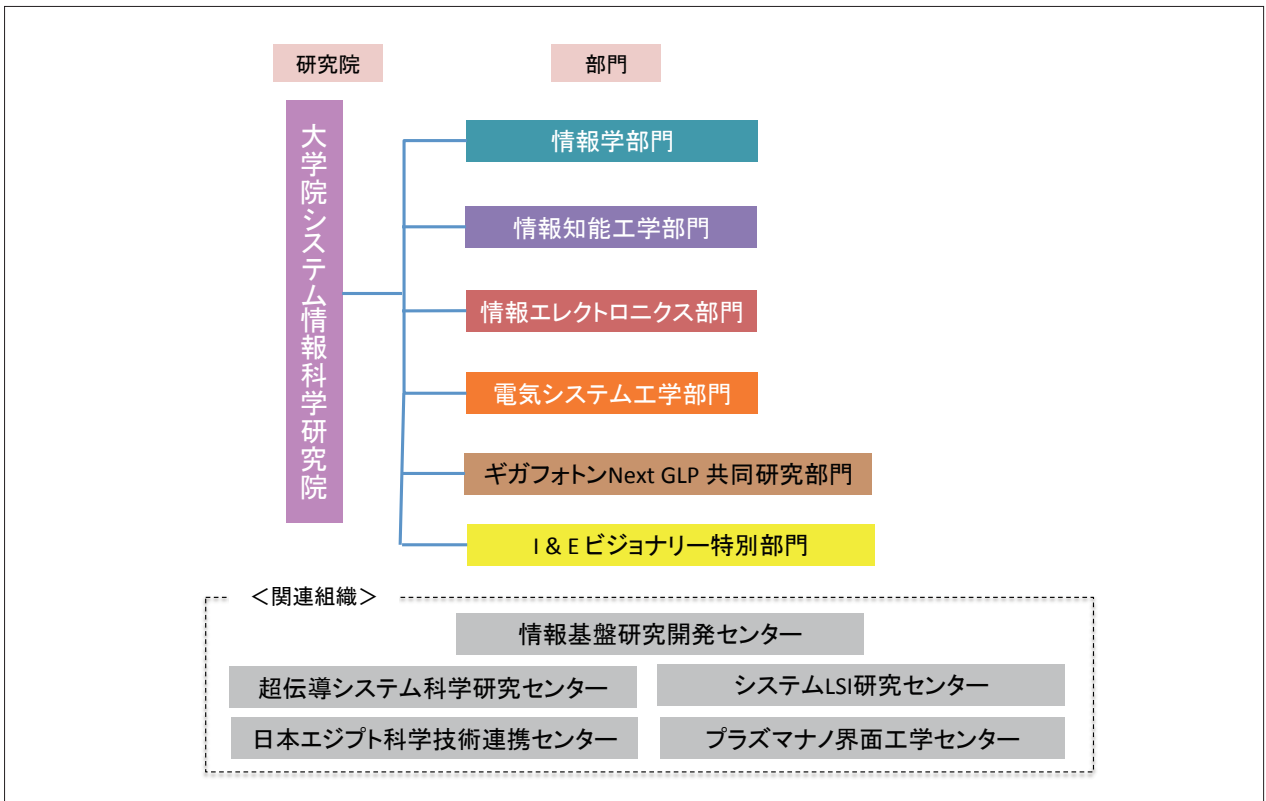 研究院
部門
大学院システム情報科学研究院
情報学部門
情報知能工学部門
情報エレクトロニクス部門
電気システム工学部門
ギガフォトンNext GLP 共同研究部門
I & E ビジョナリー特別部門
＜関連組織＞
情報基盤研究開発センター
超伝導システム科学研究センター
システムLSI研究センター
日本エジプト科学技術連携センター
プラズマナノ界面工学センター